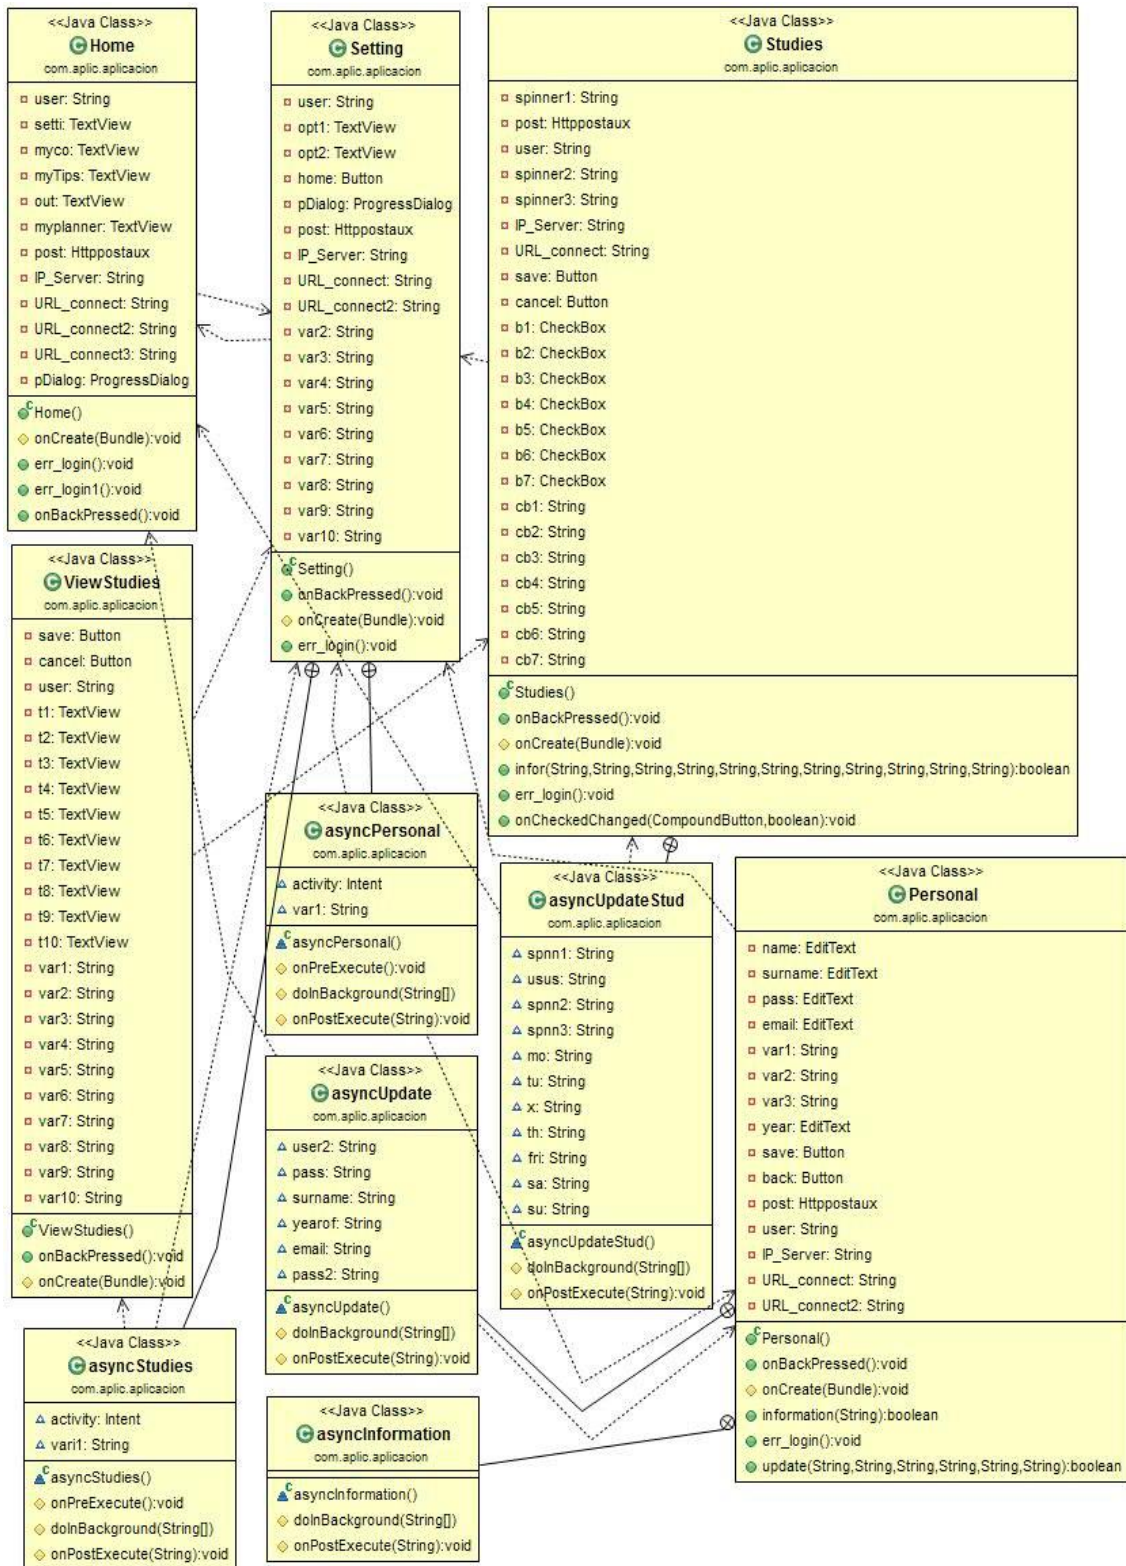 <<Java Class>>
Home
com.aplic.aplicacion
user: String
setti: TextView
myco: TextView
myTips: TextView
out: TextView
myplanner: TextView
post: Httppostaux
IP_Server: String
URL_connect: String
URL_connect2: String
URL_connect3: String
pDialog: ProgressDialog
Home()
onCreate(Bundle):void
err_login():void
err_login1():void
onBackPressed():void
<<Java Class>>
Setting
com.aplic.aplicacion
user: String
opt1: TextView
opt2: TextView
home: Button
pDialog: ProgressDialog
post: Httppostaux
IP_Server: String
URL_connect: String
URL_connect2: String
var2: String
var3: String
var4: String
var5: String
var6: String
var7: String
var8: String
var9: String
var10: String
Setting()
onBackPressed():void
onCreate(Bundle):void
err_login():void
<<Java Class>>
Studies
com.aplic.aplicacion
spinner1: String
post: Httppostaux
user: String
spinner2: String
spinner3: String
IP_Server: String
URL_connect: String
save: Button
cancel: Button
b1: CheckBox
b2: CheckBox
b3: CheckBox
b4: CheckBox
b5: CheckBox
b6: CheckBox
b7: CheckBox
cb1: String
cb2: String
cb3: String
cb4: String
cb5: String
cb6: String
cb7: String
Studies()
onBackPressed():void
onCreate(Bundle):void
infor(String,String,String,String,String,String,String,String,String,String,String):boolean
err_login():void
onCheckedChanged(CompoundButton,boolean):void
<<Java Class>>
ViewStudies
com.aplic.aplicacion
save: Button
cancel: Button
user: String
t1: TextView
t2: TextView
t3: TextView
t4: TextView
t5: TextView
t6: TextView
t7: TextView
t8: TextView
t9: TextView
t10: TextView
var1: String
var2: String
var3: String
var4: String
var5: String
var6: String
var7: String
var8: String
var9: String
var10: String
ViewStudies()
onBackPressed():void
onCreate(Bundle):void
<<Java Class>>
asyncPersonal
com.aplic.aplicacion
activity: Intent
var1: String
asyncPersonal()
onPreExecute():void
doInBackground(String[])
onPostExecute(String):void
<<Java Class>>
asyncUpdateStud
com.aplic.aplicacion
spnn1: String
usus: String
spnn2: String
spnn3: String
mo: String
tu: String
x: String
th: String
fri: String
sa: String
su: String
asyncUpdateStud()
doInBackground(String[])
onPostExecute(String):void
<<Java Class>>
Personal
com.aplic.aplicacion
name: EditText
surname: EditText
pass: EditText
email: EditText
var1: String
var2: String
var3: String
year: EditText
save: Button
back: Button
post: Httppostaux
user: String
IP_Server: String
URL_connect: String
URL_connect2: String
Personal()
onBackPressed():void
onCreate(Bundle):void
information(String):boolean
err_login():void
update(String,String,String,String,String,String):boolean
<<Java Class>>
asyncUpdate
com.aplic.aplicacion
user2: String
pass: String
surname: String
yearof: String
email: String
pass2: String
asyncUpdate()
doInBackground(String[])
onPostExecute(String):void
<<Java Class>>
asyncStudies
com.aplic.aplicacion
activity: Intent
vari1: String
asyncStudies()
onPreExecute():void
doInBackground(String[])
onPostExecute(String):void
<<Java Class>>
asyncInformation
com.aplic.aplicacion
asyncInformation()
doInBackground(String[])
onPostExecute(String):void